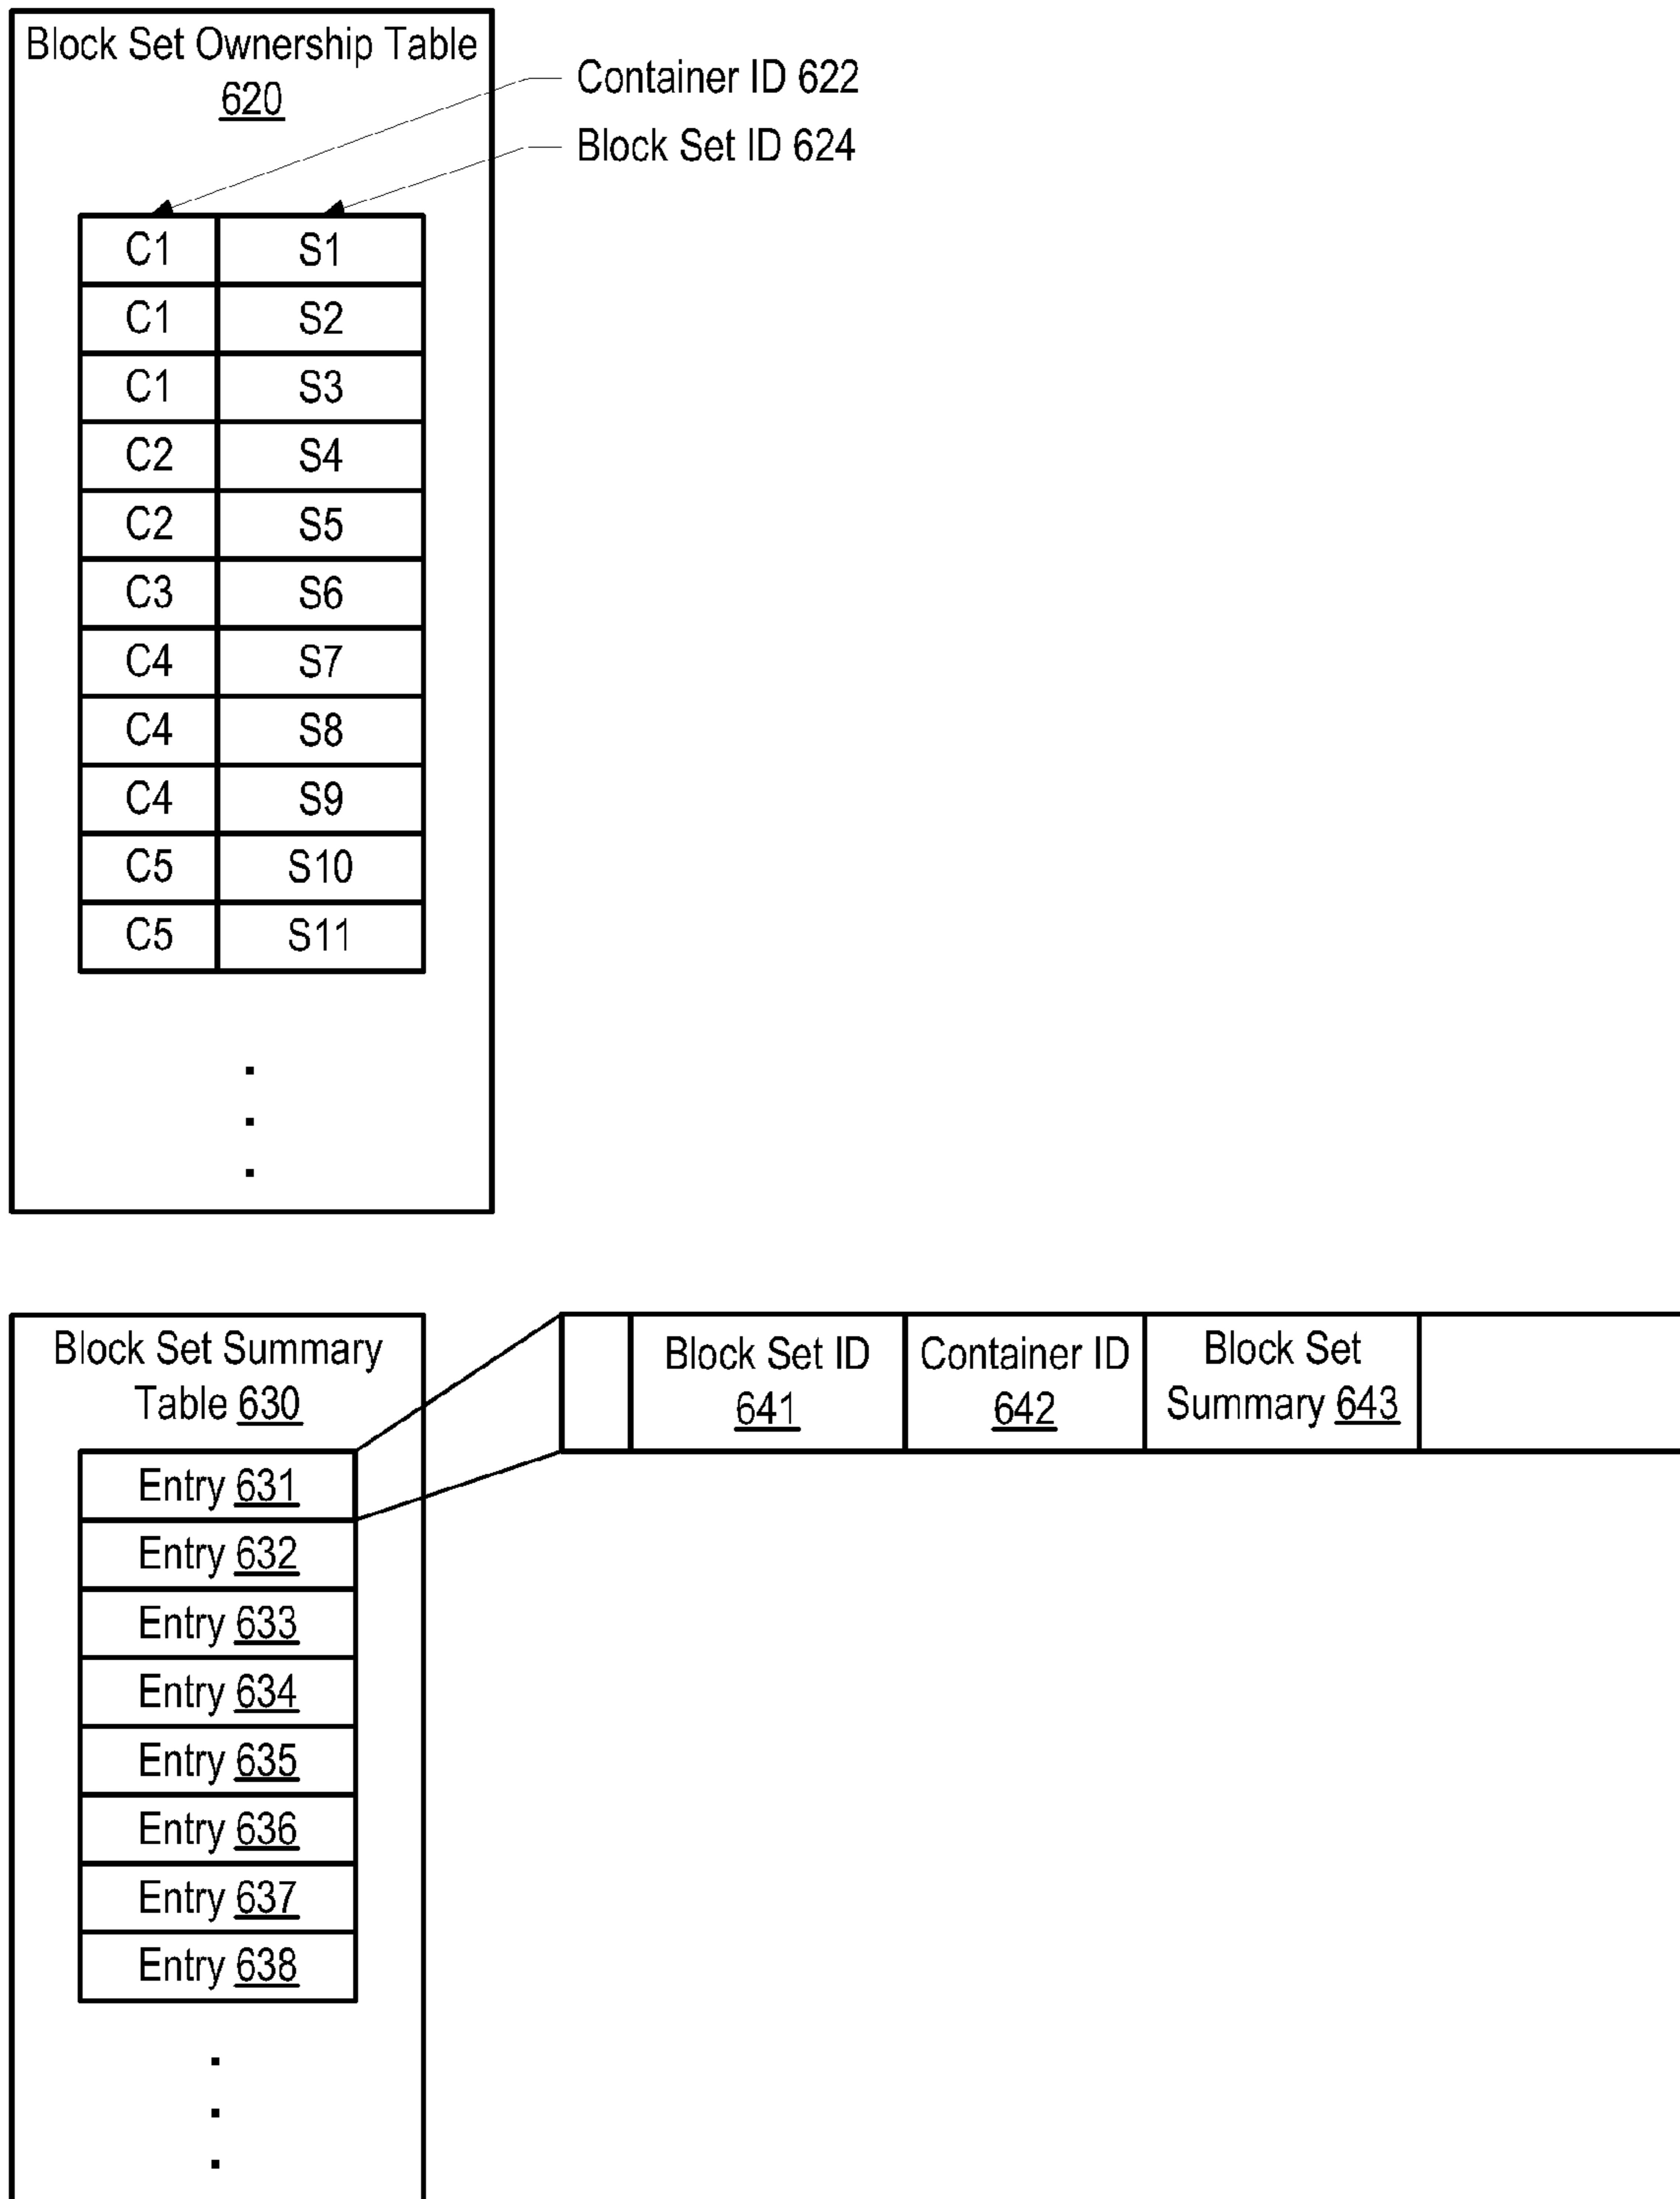 Block Set Ownership Table
620
Container ID 622
Block Set ID 624
C1 S1
C1 S2
C1 S3
C2 S4
C2 S5
C3 S6
C4 S7
C4 S8
C4 S9
C5 S10
C5 S11
Block Set Summary
Table 630
Entry 631
Entry 632
Entry 633
Entry 634
Entry 635
Entry 636
Entry 637
Entry 638
Block Set ID
641
Container ID
642
Block Set
Summary 643